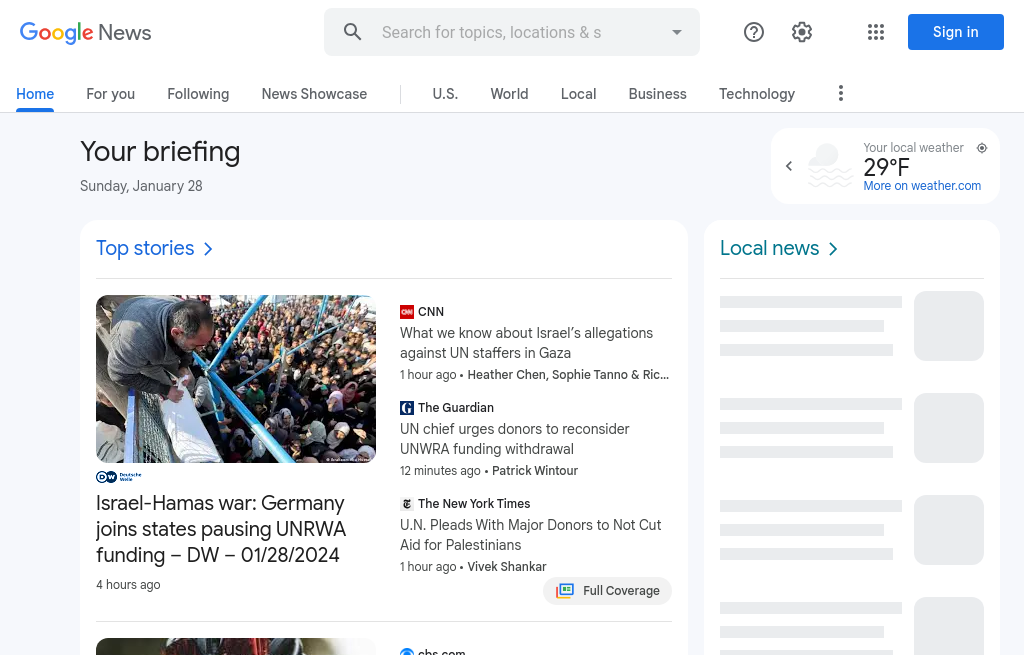 Google News
Search for topics, locations & s
Sign in
Home
For you
Following
News Showcase
U.S.
World
Local
Business
Technology
Your briefing
Sunday, January 28
Your local weather
29°F
More on weather.com
Top stories
Local news
Deutsche
Welle
Israel-Hamas war: Germany
joins states pausing UNRWA
funding – DW – 01/28/2024
4 hours ago
CNN
What we know about Israel’s allegations
against UN staffers in Gaza
1 hour ago • Heather Chen, Sophie Tanno & Ric...
The Guardian
UN chief urges donors to reconsider
UNWRA funding withdrawal
12 minutes ago • Patrick Wintour
The New York Times
U.N. Pleads With Major Donors to Not Cut
Aid for Palestinians
1 hour ago • Vivek Shankar
Full Coverage
cbs.com